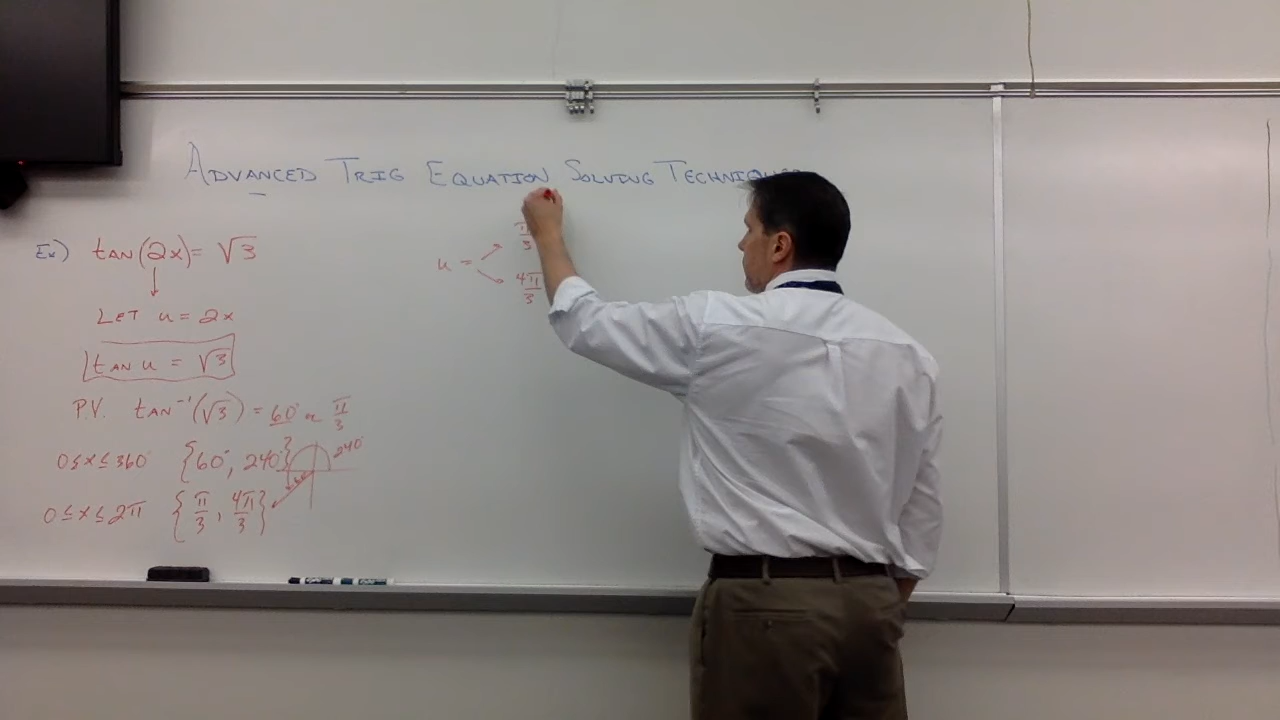 ADVANCED TRIG EQUATION SOLVING
Ex) tan(2x) = √3
LET u = 2x
tan u = √3
P.V. tan⁻¹(√3) = 60° or π/3
0≤x≤360° {60°, 240°} 240°
0≤x≤2π {π/3, 4π/3}
u = π/3
4π/3